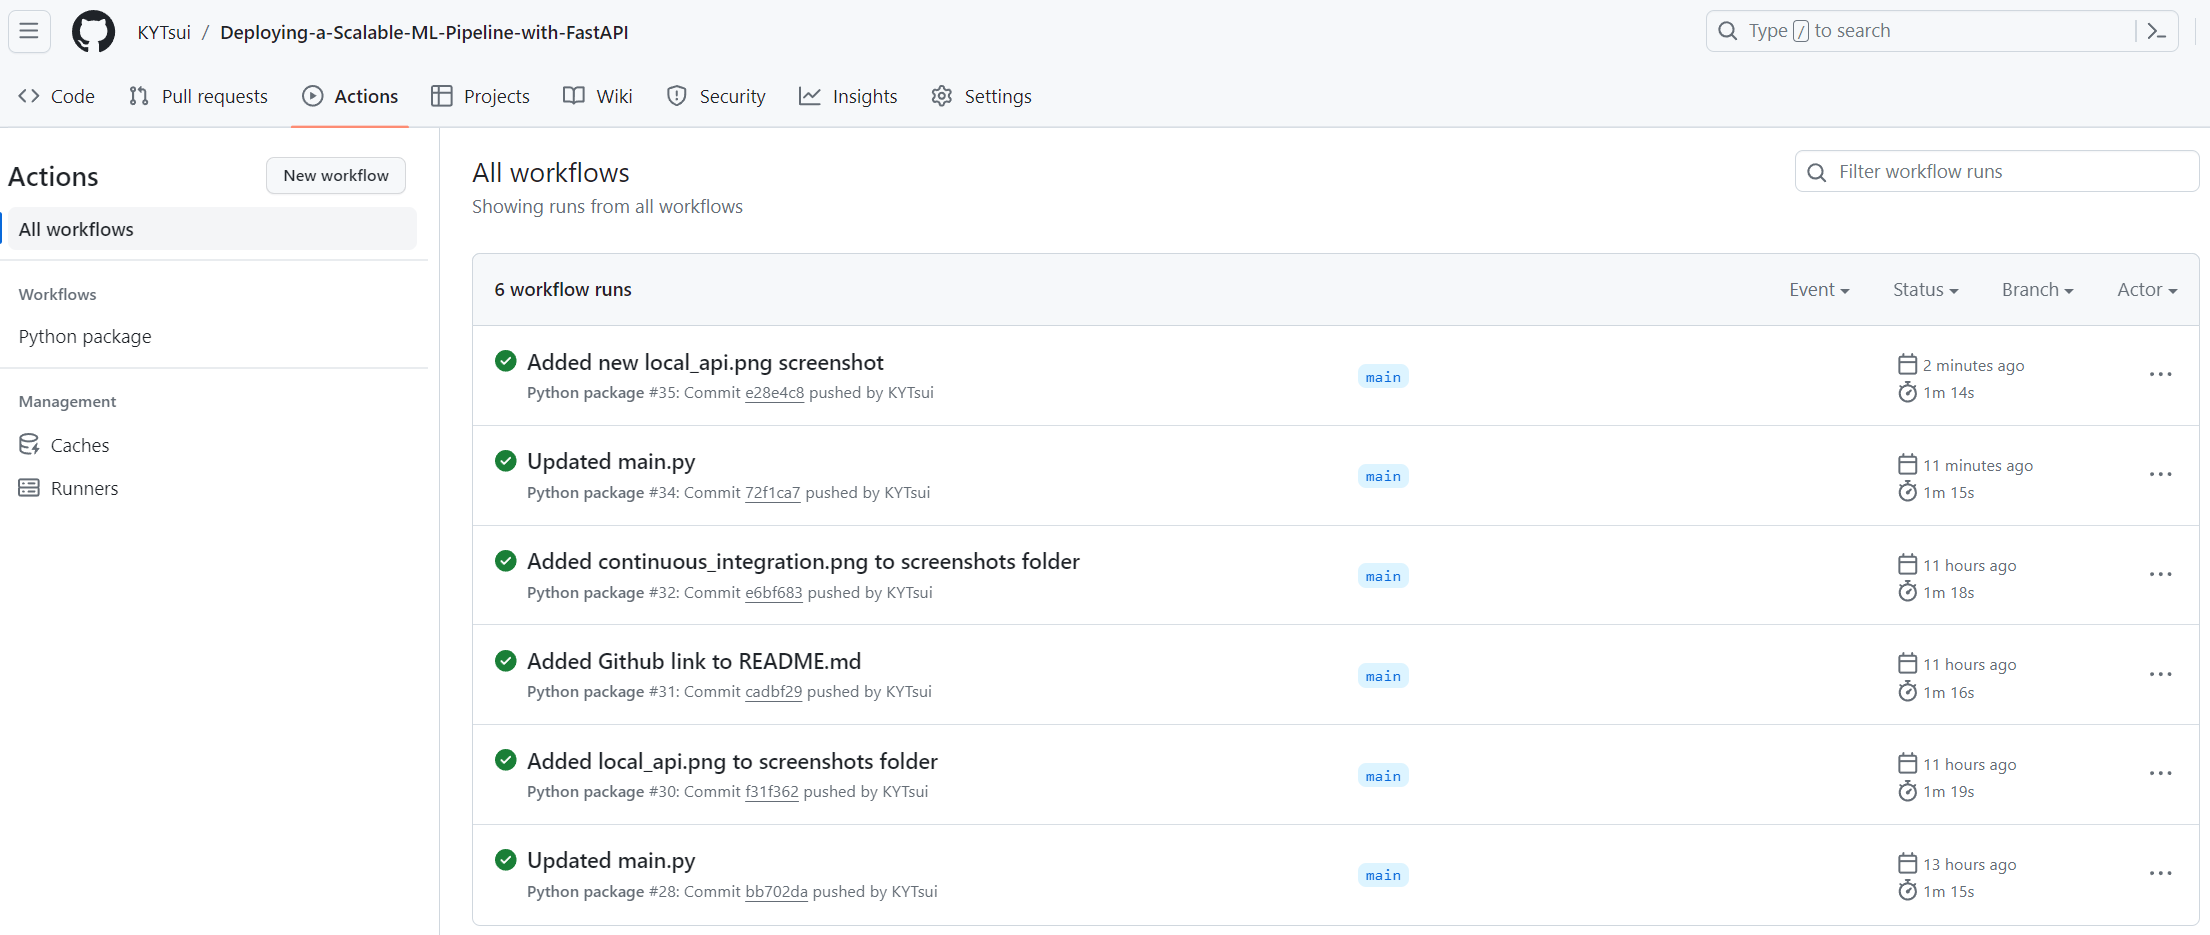 KYTsui / Deploying-a-Scalable-ML-Pipeline-with-FastAPI
Type / to search
Code Pull requests Actions Projects Wiki Security Insights Settings
Actions
New workflow
All workflows
Workflows
Python package
Management
Caches
Runners
All workflows
Showing runs from all workflows
Filter workflow runs
6 workflow runs
Event Status Branch Actor
Added new local_api.png screenshot
Python package #35: Commit e28e4c8 pushed by KYTsui
main
2 minutes ago
1m 14s
Updated main.py
Python package #34: Commit 72f1ca7 pushed by KYTsui
main
11 minutes ago
1m 15s
Added continuous_integration.png to screenshots folder
Python package #32: Commit e6bf683 pushed by KYTsui
main
11 hours ago
1m 18s
Added Github link to README.md
Python package #31: Commit cadbf29 pushed by KYTsui
main
11 hours ago
1m 16s
Added local_api.png to screenshots folder
Python package #30: Commit f31f362 pushed by KYTsui
main
11 hours ago
1m 19s
Updated main.py
Python package #28: Commit bb702da pushed by KYTsui
main
13 hours ago
1m 15s